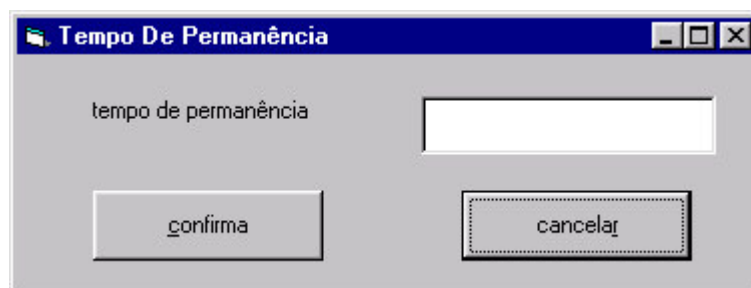 Tempo De Permanência
tempo de permanência
confirma
cancelar